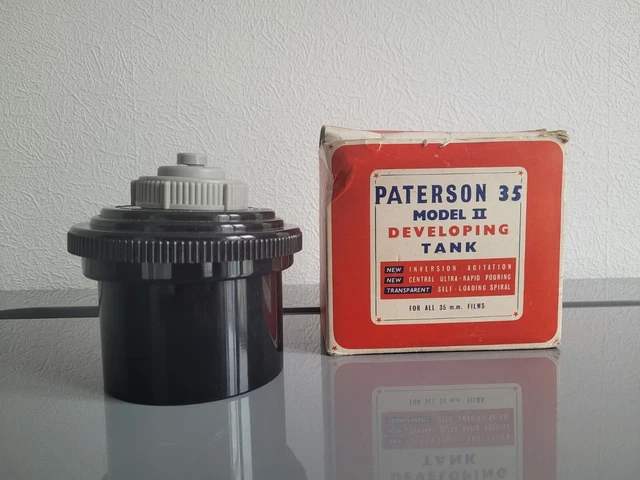 PATERSON 35
MODEL II
DEVELOPING
TANK
NEW INVERSION AGITATION
NEW CENTRAL ULTRA-RAPID POURING
TRANSPARENT SELF-LOADING SPIRAL
FOR ALL 35 m.m. FILMS